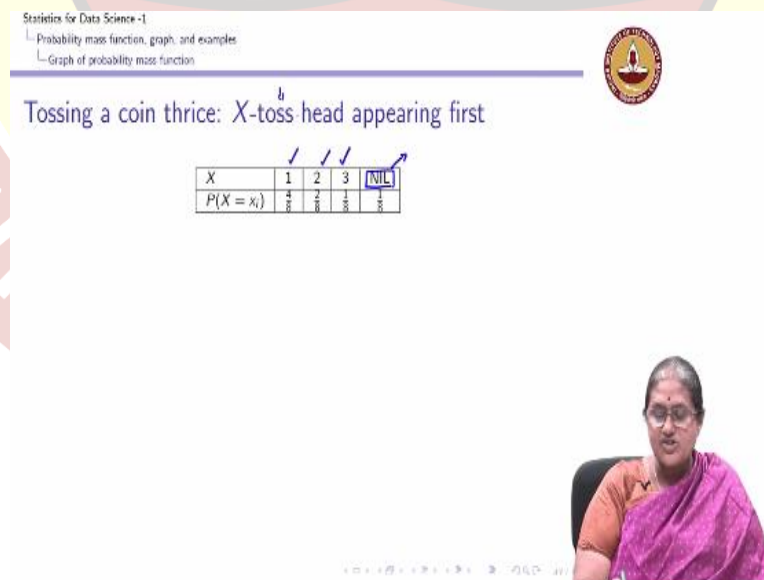 Statistics for Data Science -1
Probability mass function, graph, and examples
Graph of probability mass function
Tossing a coin thrice: X-toss head appearing first
X 1 2 3 NIL
P(X = xᵢ) 4/8 2/8 1/8 1/8